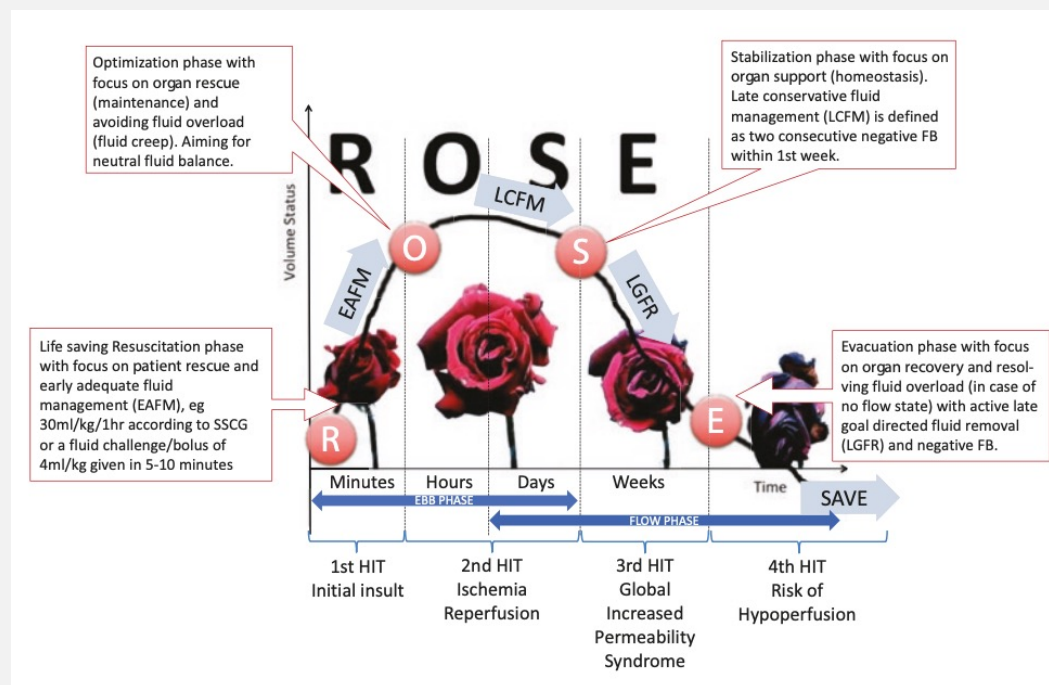 Optimization phase with
focus on organ rescue
(maintenance) and
avoiding fluid overload
(fluid creep). Aiming for
neutral fluid balance.
Stabilization phase with focus on
organ support (homeostasis).
Late conservative fluid
management (LCFM) is defined
as two consecutive negative FB
within 1st week.
R O S E
Volume Status
LCFM
O
S
EAFM
LGFR
Life saving Resuscitation phase
with focus on patient rescue and
early adequate fluid
management (EAFM), eg
30ml/kg/1hr according to SSCG
or a fluid challenge/bolus of
4ml/kg given in 5-10 minutes
Evacuation phase with focus
on organ recovery and resol-
ving fluid overload (in case of
no flow state) with active late
goal directed fluid removal
(LGFR) and negative FB.
R
E
Minutes Hours Days Weeks Time
SAVE
EBB PHASE
FLOW PHASE
1st HIT
Initial insult
2nd HIT
Ischemia
Reperfusion
3rd HIT
Global
Increased
Permeability
Syndrome
4th HIT
Risk of
Hypoperfusion